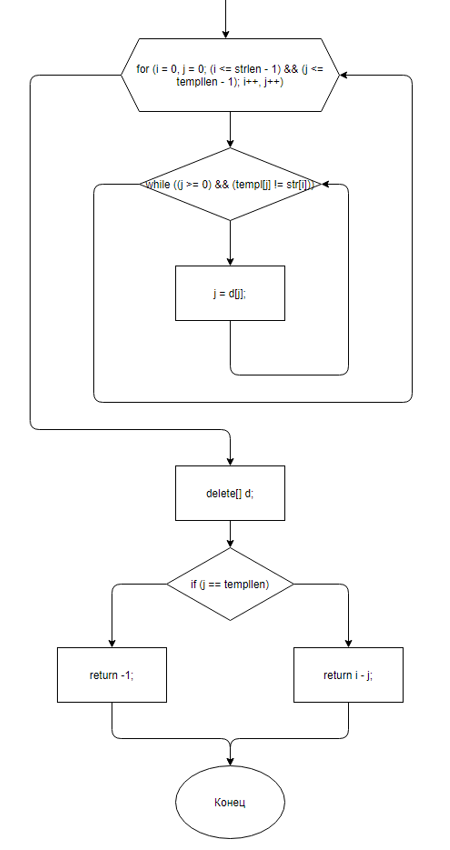 for (i = 0, j = 0; (i <= strlen - 1) && (j <=
templlen - 1); i++, j++)
while ((j >= 0) && (templ[j] != str[i]))
j = d[j];
delete[] d;
if (j == templlen)
return -1;
return i - j;
Конец